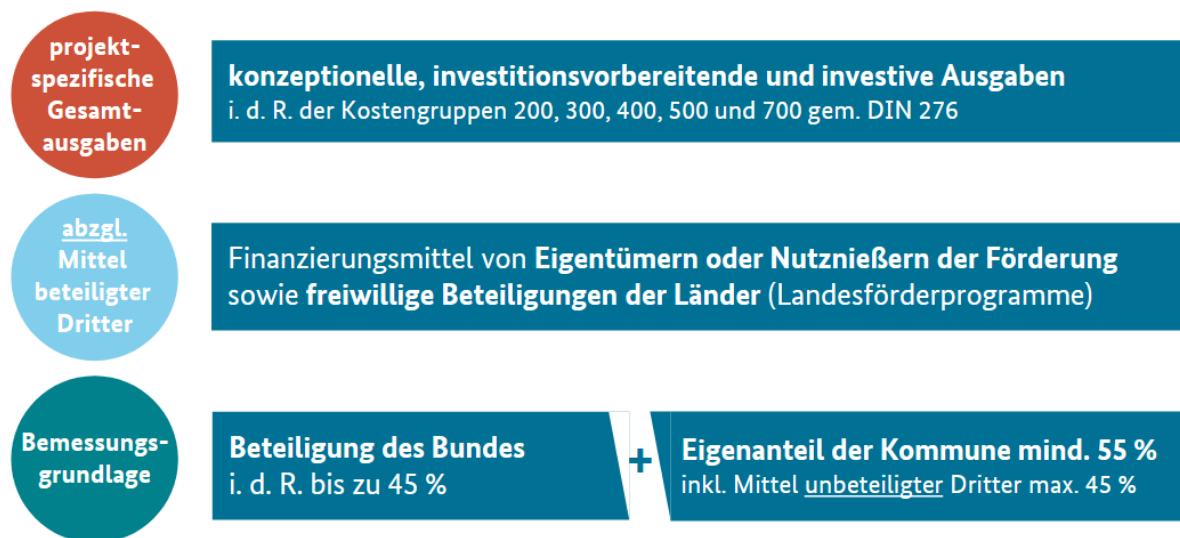 projekt-
spezifische
Gesamt-
ausgaben
konzeptionelle, investitionsvorbereitende und investive Ausgaben
i. d. R. der Kostengruppen 200, 300, 400, 500 und 700 gem. DIN 276
abzgl.
Mittel
beteiligter
Dritter
Finanzierungsmittel von Eigentümern oder Nutznießern der Förderung
sowie freiwillige Beteiligungen der Länder (Landesförderprogramme)
Bemessungs-
grundlage
Beteiligung des Bundes
i. d. R. bis zu 45 %
+
Eigenanteil der Kommune mind. 55 %
inkl. Mittel unbeteiligter Dritter max. 45 %